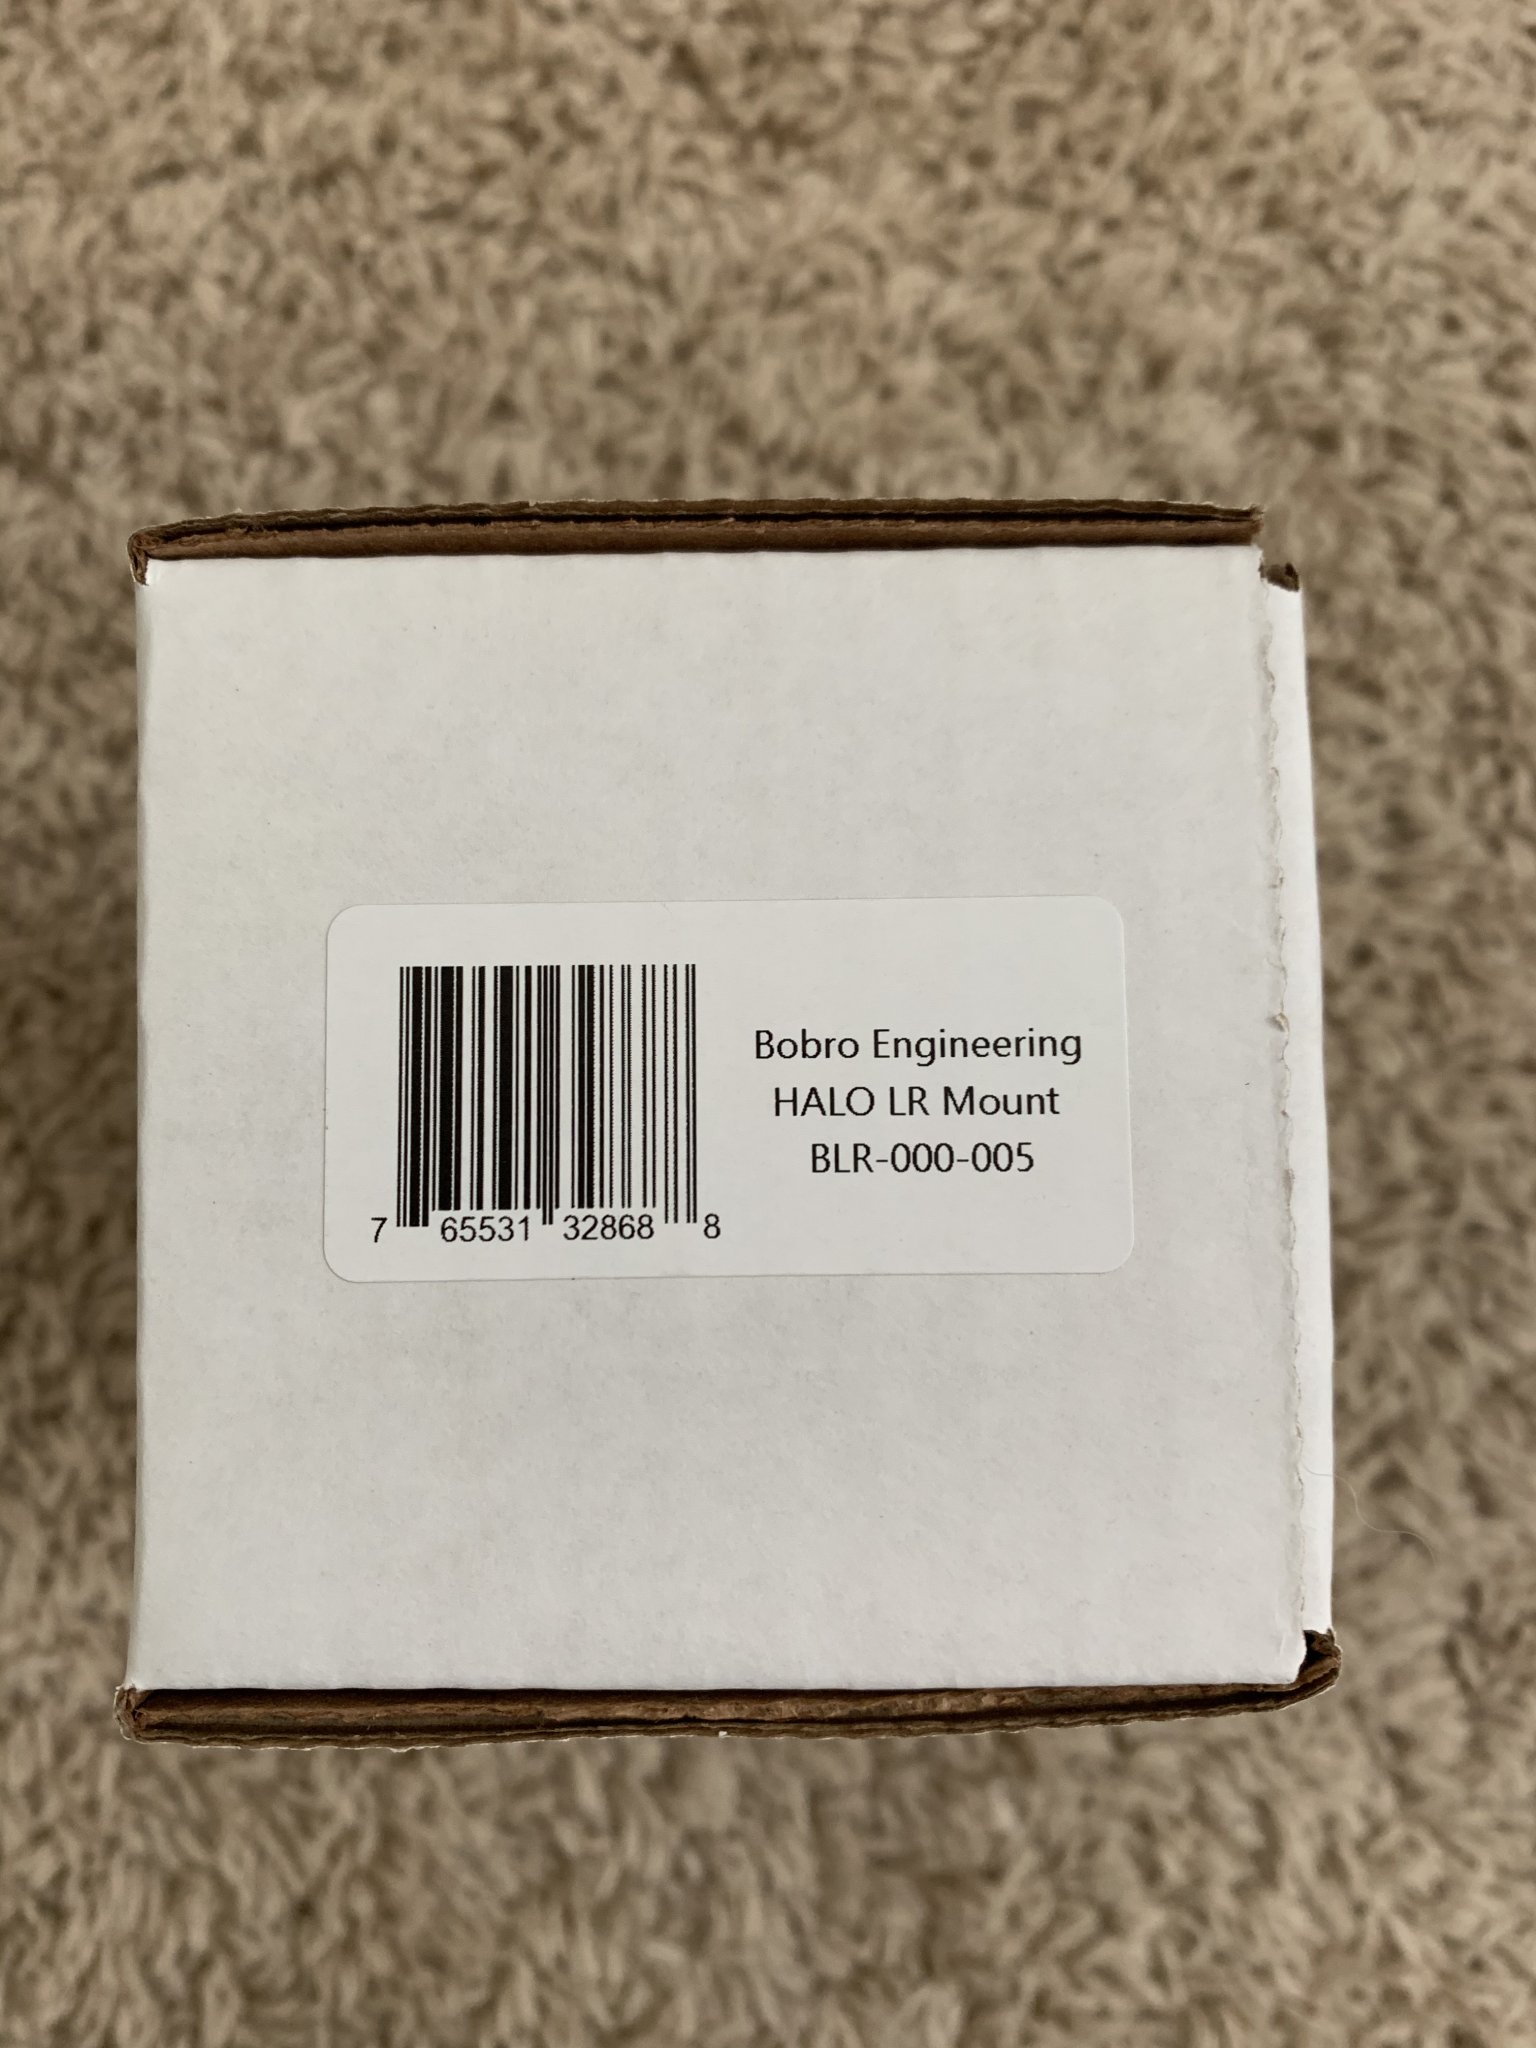 Bobro Engineering
HALO LR Mount
BLR-000-005
7 65531 32868 8